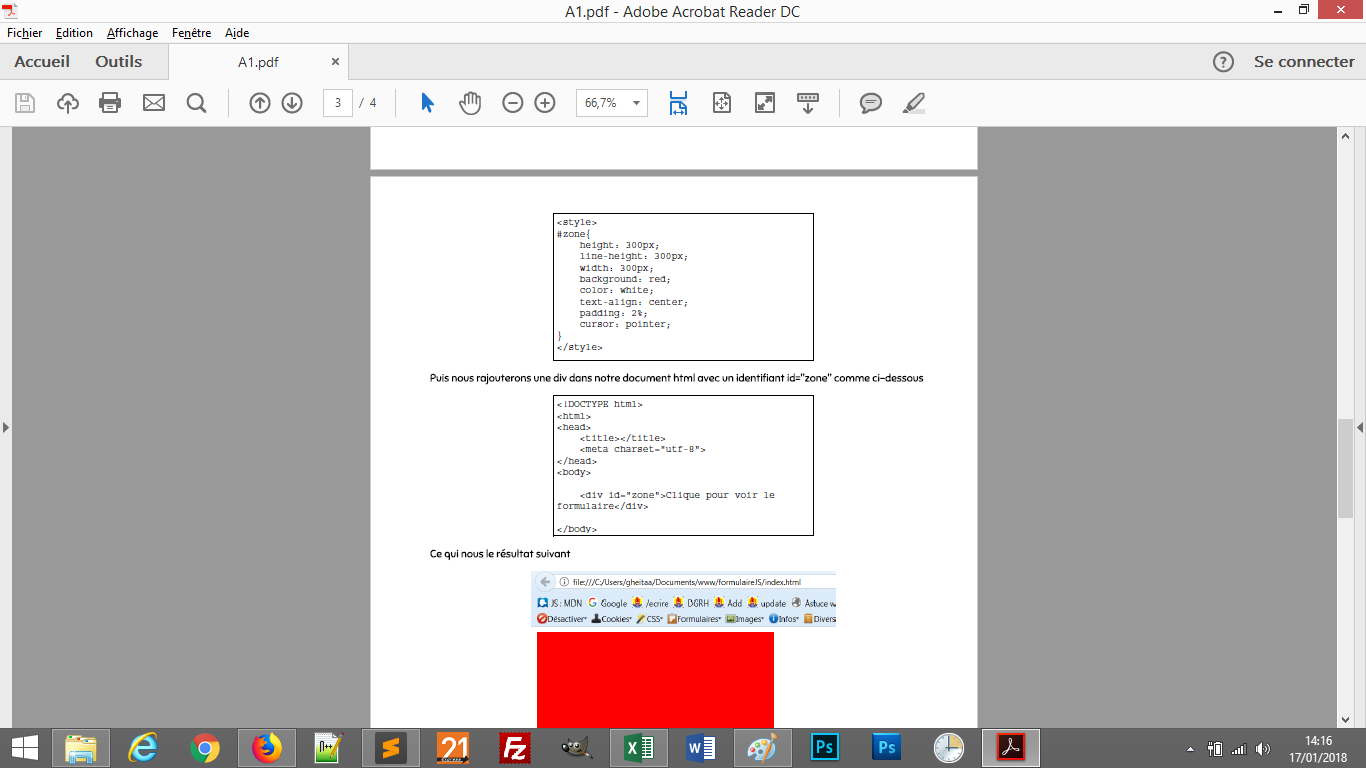 A1.pdf - Adobe Acrobat Reader DC
Fichier Edition Affichage Fenêtre Aide
Accueil Outils A1.pdf × ? Se connecter
3 / 4 66,7%
<style>
#zone{
height: 300px;
line-height: 300px;
width: 300px;
background: red;
color: white;
text-align: center;
padding: 2%;
cursor: pointer;
}
</style>
Puis nous rajouterons une div dans notre document html avec un identifiant id="zone" comme ci-dessous
<!DOCTYPE html>
<html>
<head>
<title></title>
<meta charset="utf-8">
</head>
<body>
<div id="zone">Clique pour voir le
formulaire</div>
</body>
Ce qui nous le résultat suivant
file:///C:/Users/gheitaa/Documents/www/formulaireJS/index.html
JS : MDN Google /ecrire DGRH Add update Astuce w
Désactiver Cookies CSS Formulaires Images Infos Divers
N++ S 21 Fz X W Ps Ps
14:16
17/01/2018